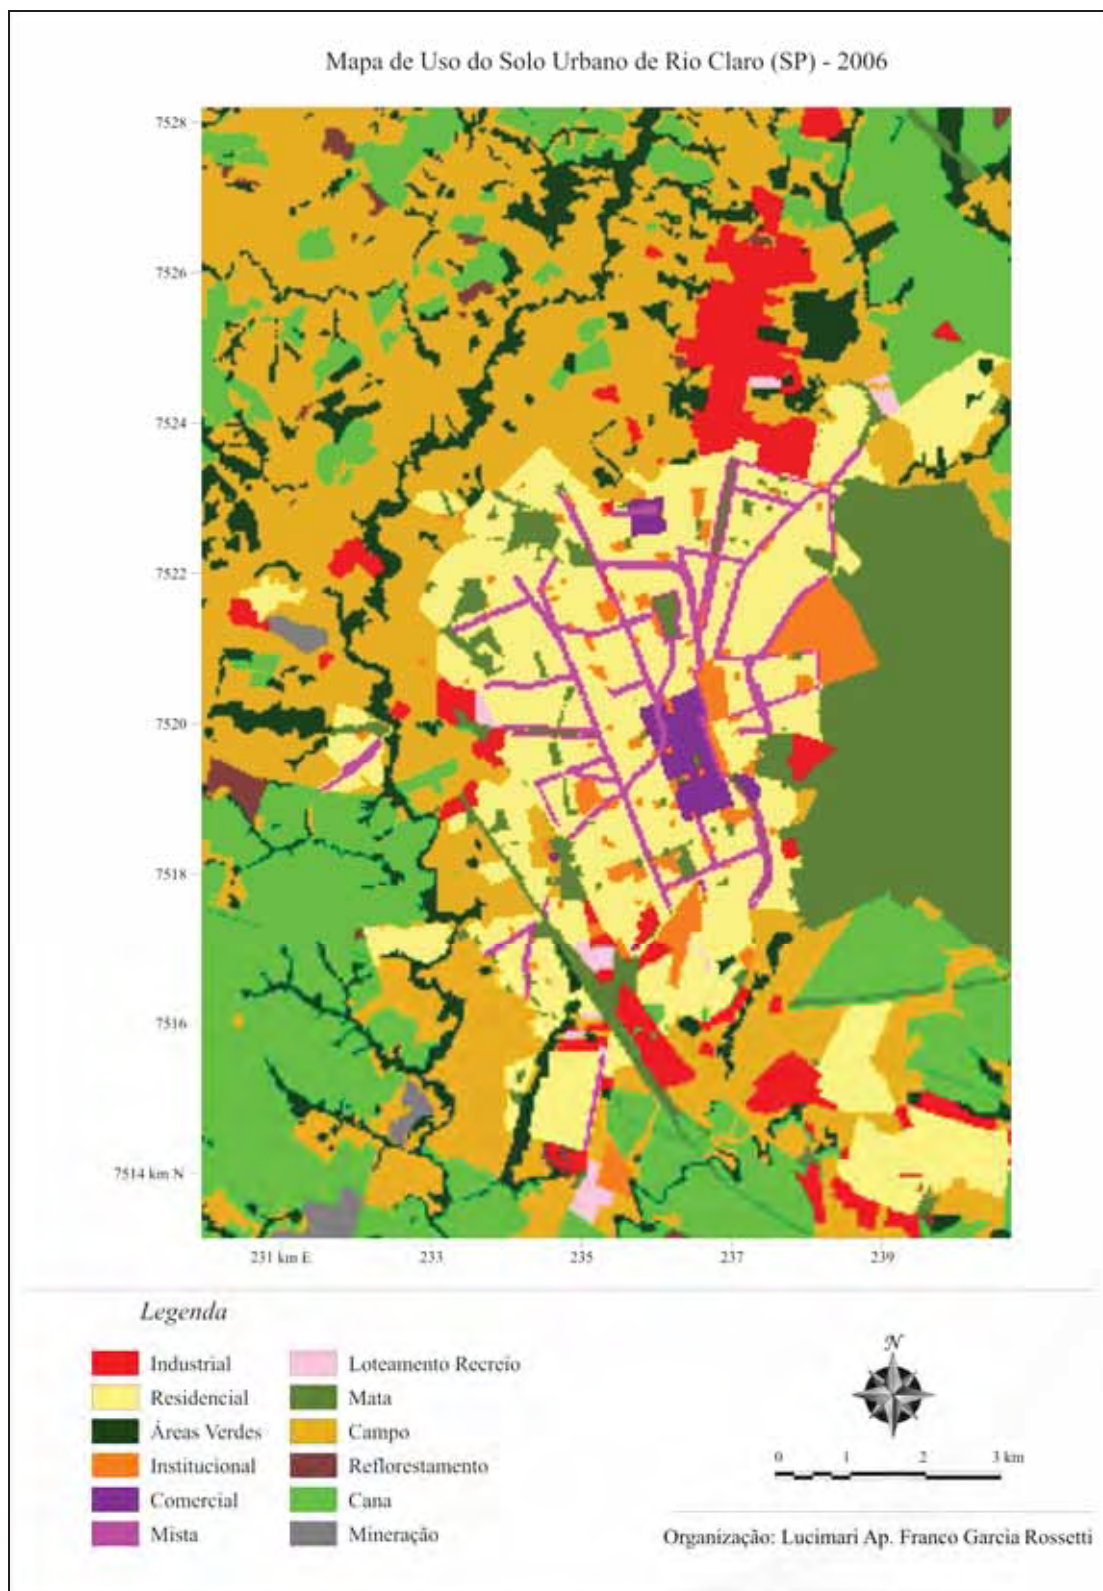 Mapa de Uso do Solo Urbano de Rio Claro (SP) - 2006
7528
7526
7524
7522
7520
7518
7516
7514 km N
231 km E
233
235
237
239
Legenda
Industrial
Residencial
Áreas Verdes
Institucional
Comercial
Mista
Loteamento Recreio
Mata
Campo
Reflorestamento
Cana
Mineração
N
0 1 2 3 km
Organização: Lucimari Ap. Franco Garcia Rossetti